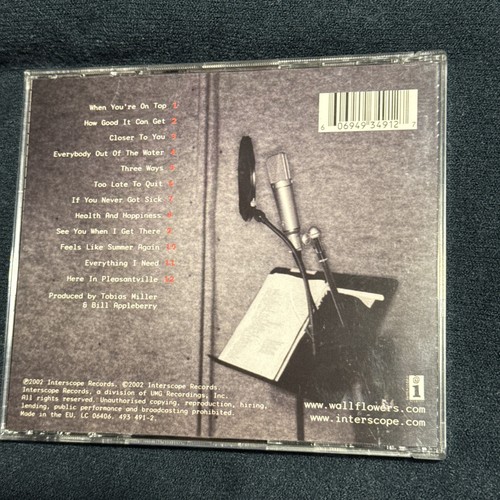 When You're On Top 1
How Good It Can Get 2
Closer To You 3
Everybody Out Of The Water 4
Three Ways 5
Too Late To Quit 6
If You Never Got Sick 7
Health And Happiness 8
See You When I Get There 9
Feels Like Summer Again 10
Everything I Need 11
Here In Pleasantville 12
Produced by Tobias Miller
& Bill Appleberry
6 06949 34912 7
℗2002 Interscope Records. ©2002 Interscope Records.
Interscope Records, a division of UMG Recordings, Inc.
All rights reserved. Unauthorised copying, reproduction, hiring,
lending, public performance and broadcasting prohibited.
Made in the EU. LC 06406. 493 491-2.
i
www.wallflowers.com
www.interscope.com